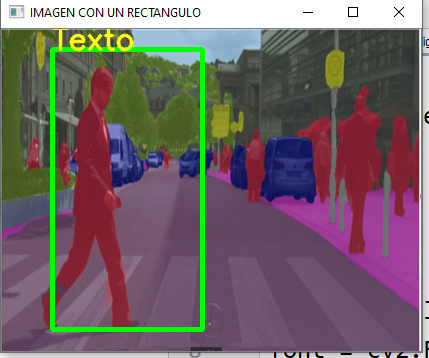 IMAGEN CON UN RECTANGULO
Texto
font = cv2.F